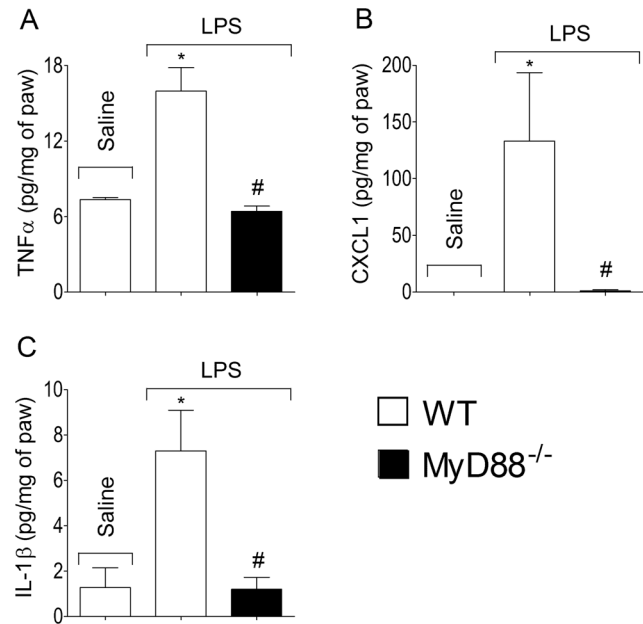 A
LPS
*
Saline
#
TNFα (pg/mg of paw)
18
12
6
0
B
LPS
*
Saline
#
CXCL1 (pg/mg of paw)
200
150
100
50
0
C
LPS
*
Saline
#
IL-1β (pg/mg of paw)
10
8
6
4
2
0
WT
MyD88-/-